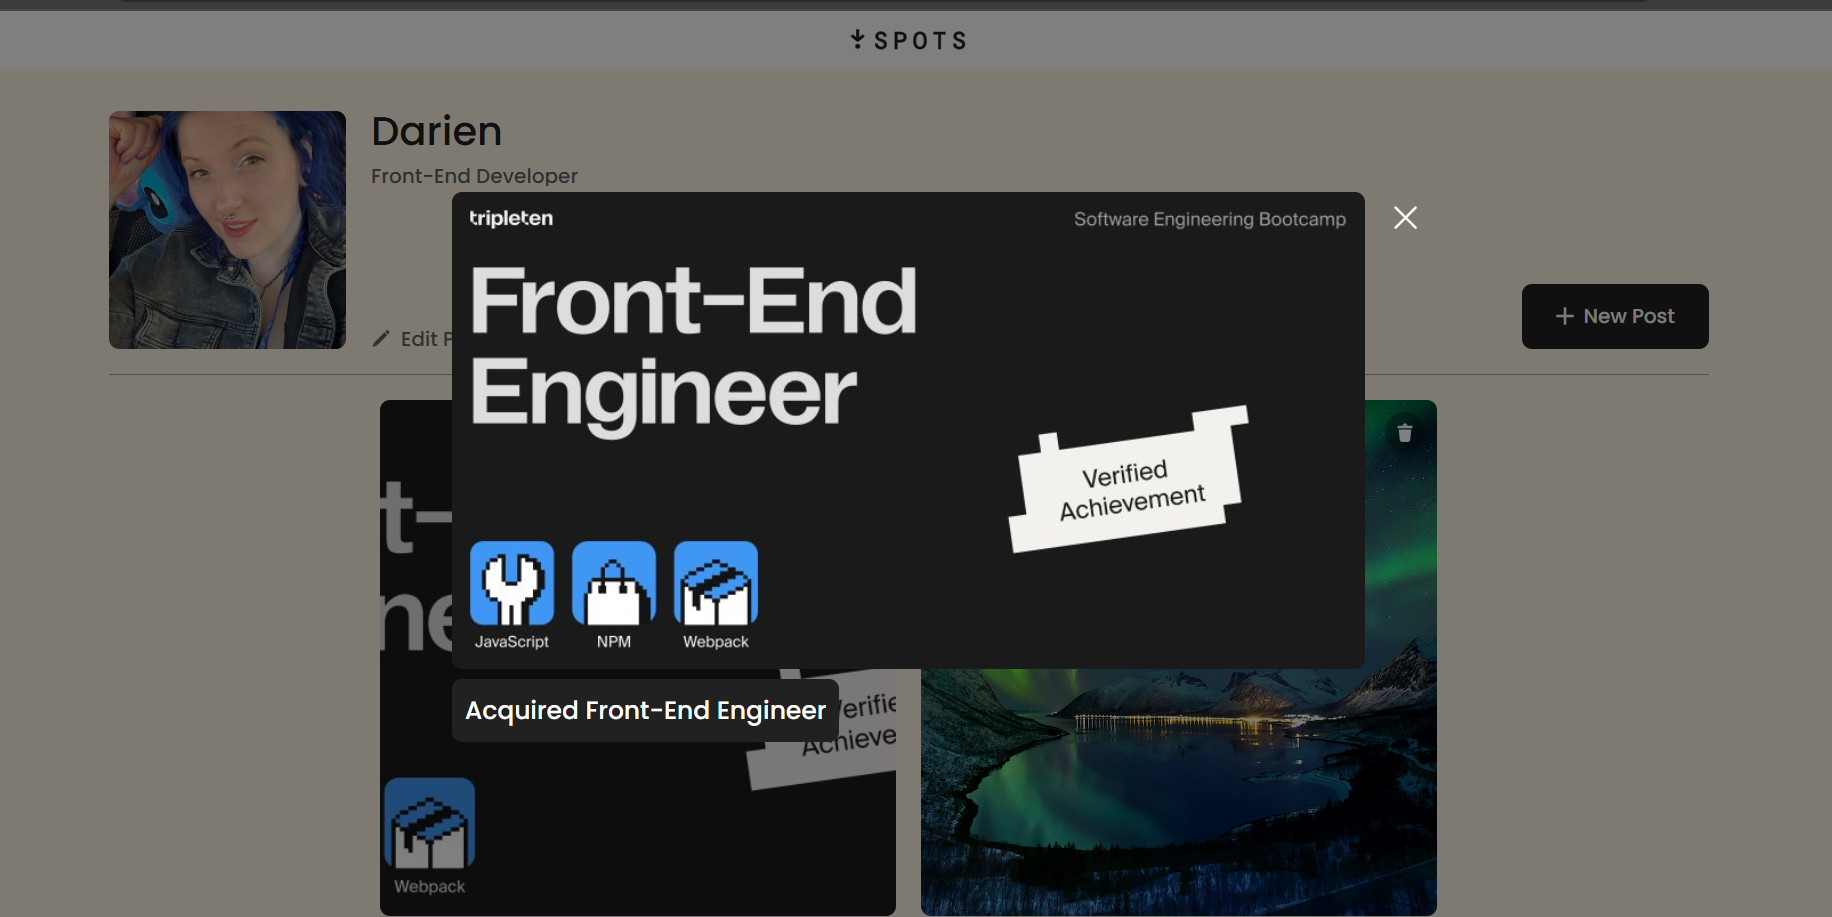 SPOTS
Darien
Front-End Developer
Edit P
New Post
tripleten
Software Engineering Bootcamp
Front-End
Engineer
Verified
Achievement
JavaScript
NPM
Webpack
Acquired Front-End Engineer
t-
ne
Verifie
Achieve
Webpack